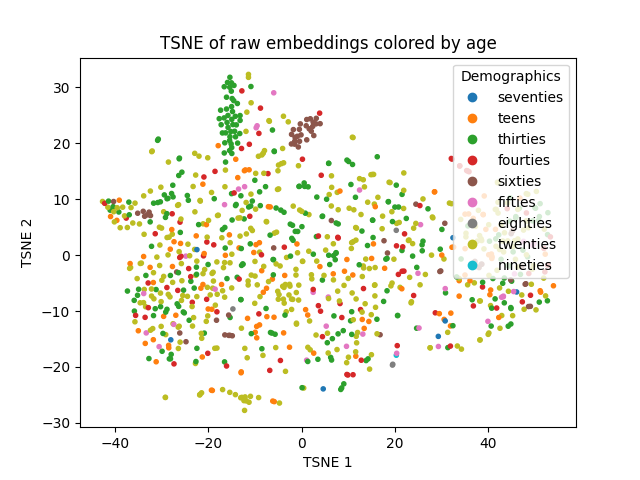 TSNE of raw embeddings colored by age
Demographics
seventies
teens
thirties
fourties
sixties
fifties
eighties
twenties
nineties
30
20
10
0
−10
−20
−30
TSNE 2
−40
−20
0
20
40
TSNE 1